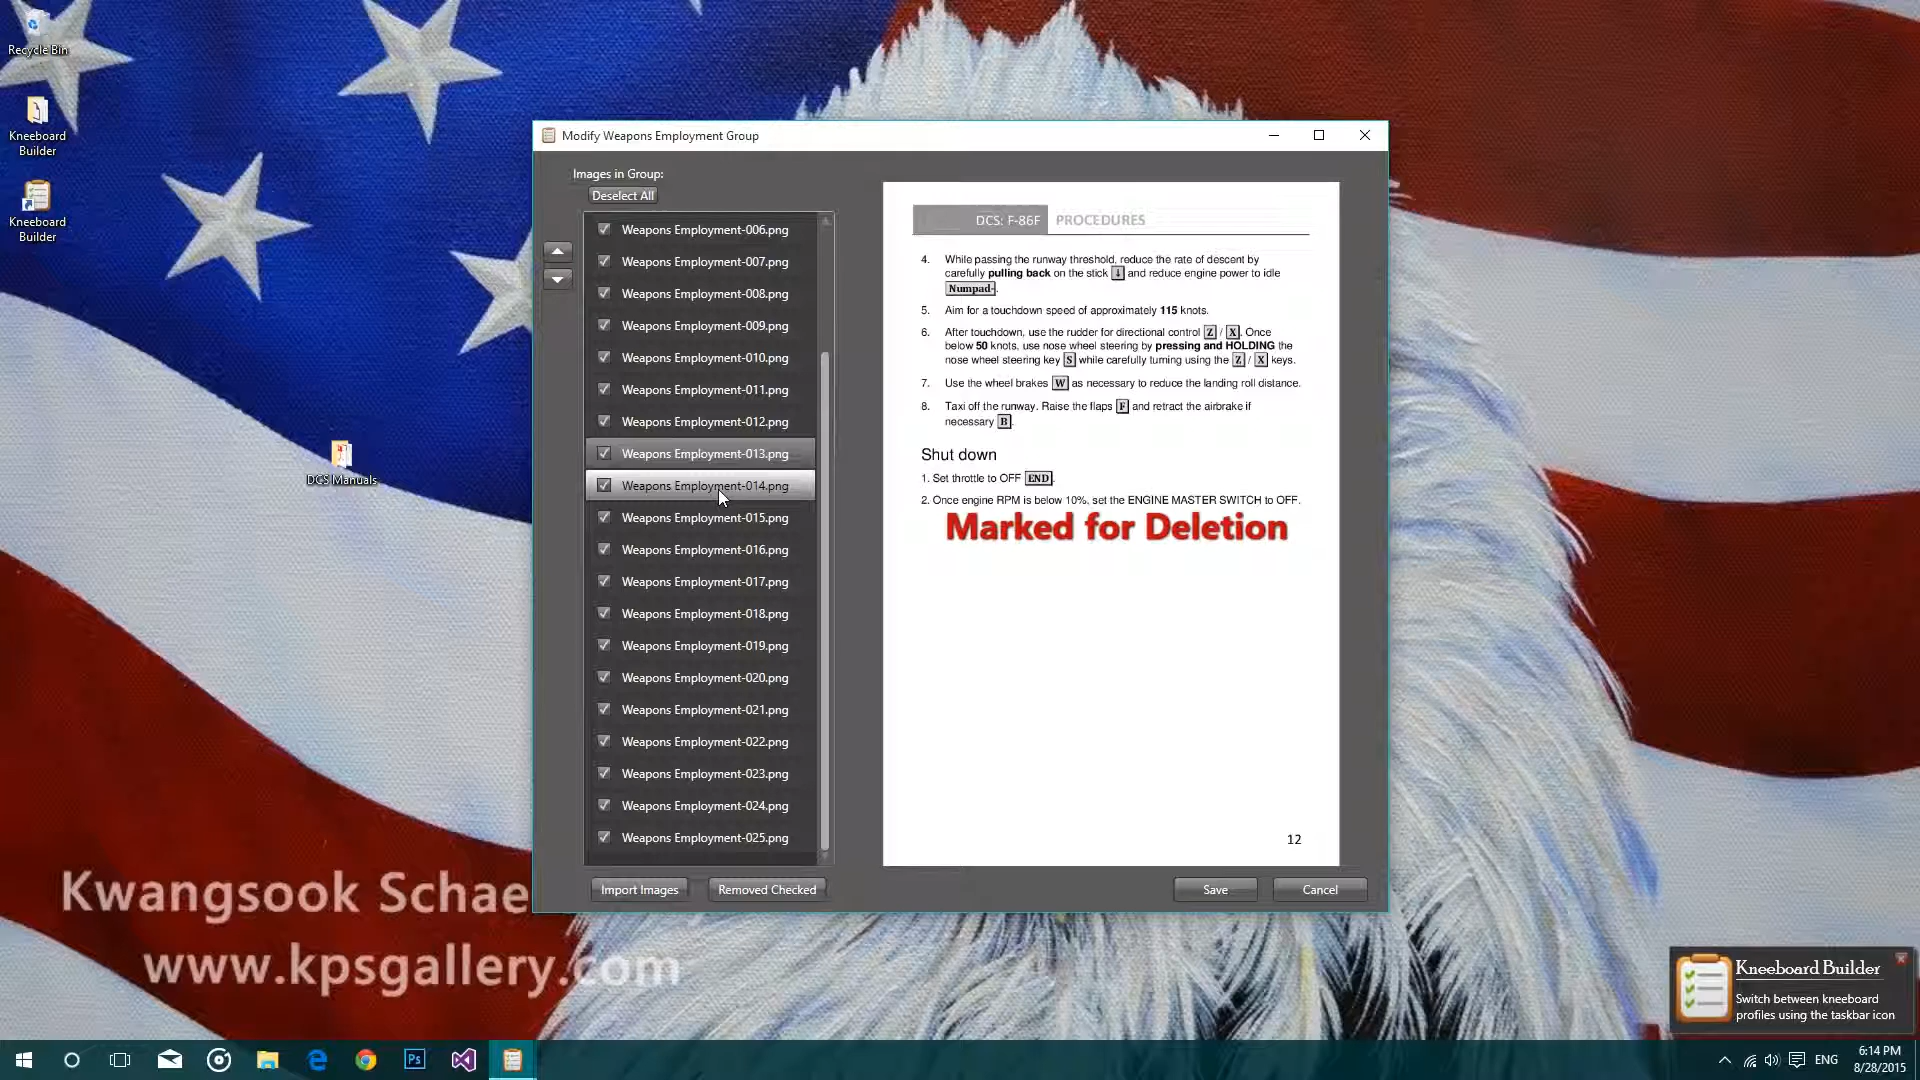 Recycle Bin
Kneeboard
Builder
Kneeboard
Builder
DCS Manuals
Modify Weapons Employment Group
Images in Group:
Deselect All
Weapons Employment-006.png
Weapons Employment-007.png
Weapons Employment-008.png
Weapons Employment-009.png
Weapons Employment-010.png
Weapons Employment-011.png
Weapons Employment-012.png
Weapons Employment-013.png
Weapons Employment-014.png
Weapons Employment-015.png
Weapons Employment-016.png
Weapons Employment-017.png
Weapons Employment-018.png
Weapons Employment-019.png
Weapons Employment-020.png
Weapons Employment-021.png
Weapons Employment-022.png
Weapons Employment-023.png
Weapons Employment-024.png
Weapons Employment-025.png
Import Images
Removed Checked
DCS: F-86F PROCEDURES
4. While passing the runway threshold, reduce the rate of descent by
carefully pulling back on the stick ↓ and reduce engine power to idle
Numpad-.
5. Aim for a touchdown speed of approximately 115 knots.
6. After touchdown, use the rudder for directional control Z / X. Once
below 50 knots, use nose wheel steering by pressing and HOLDING the
nose wheel steering key S while carefully turning using the Z / X keys.
7. Use the wheel brakes W as necessary to reduce the landing roll distance.
8. Taxi off the runway. Raise the flaps F and retract the airbrake if
necessary B.
Shut down
1. Set throttle to OFF END.
2. Once engine RPM is below 10%, set the ENGINE MASTER SWITCH to OFF.
Marked for Deletion
12
Save
Cancel
Kwangsook Schae
www.kpsgallery.com
Kneeboard Builder
Switch between kneeboard
profiles using the taskbar icon
Ps
ENG
6:14 PM
8/28/2015